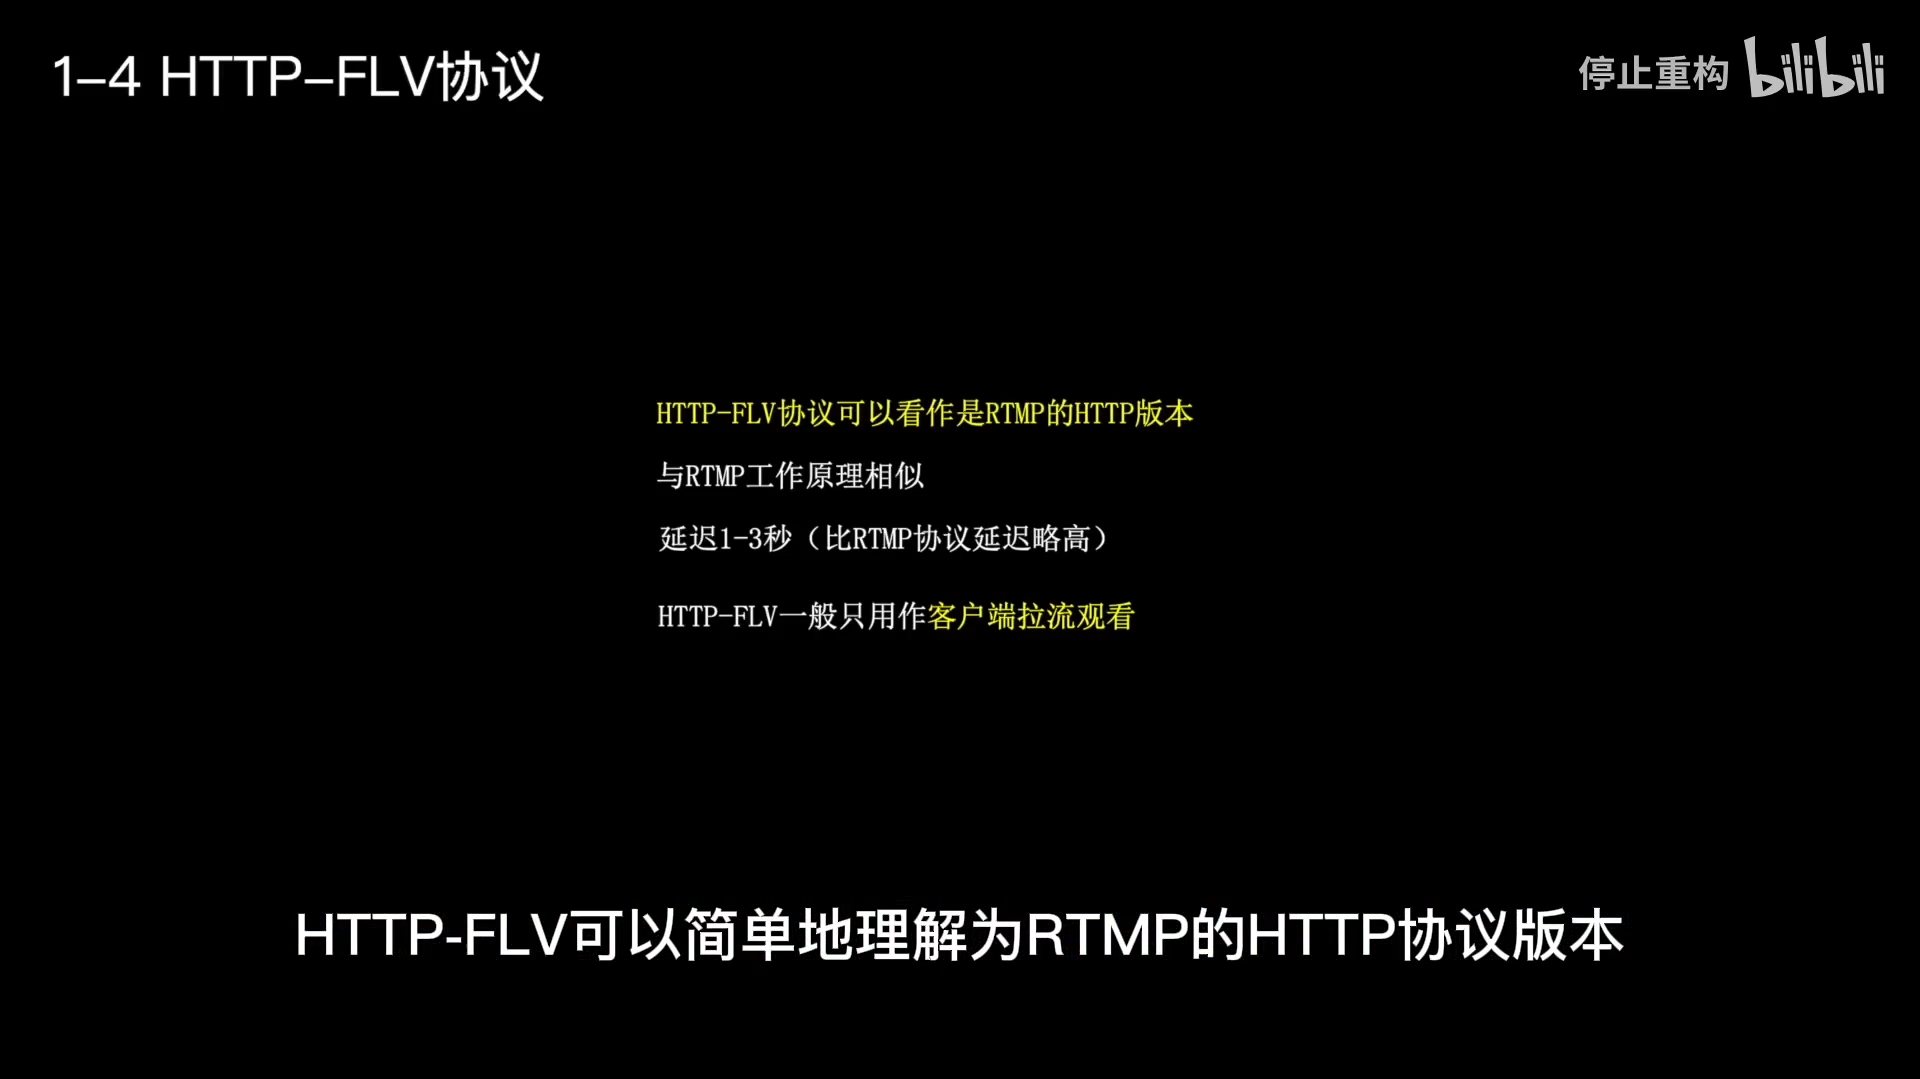 1-4 HTTP-FLV协议
停止重构 bilibili
HTTP-FLV协议可以看作是RTMP的HTTP版本
与RTMP工作原理相似
延迟1-3秒（比RTMP协议延迟略高）
HTTP-FLV一般只用作客户端拉流观看
HTTP-FLV可以简单地理解为RTMP的HTTP协议版本